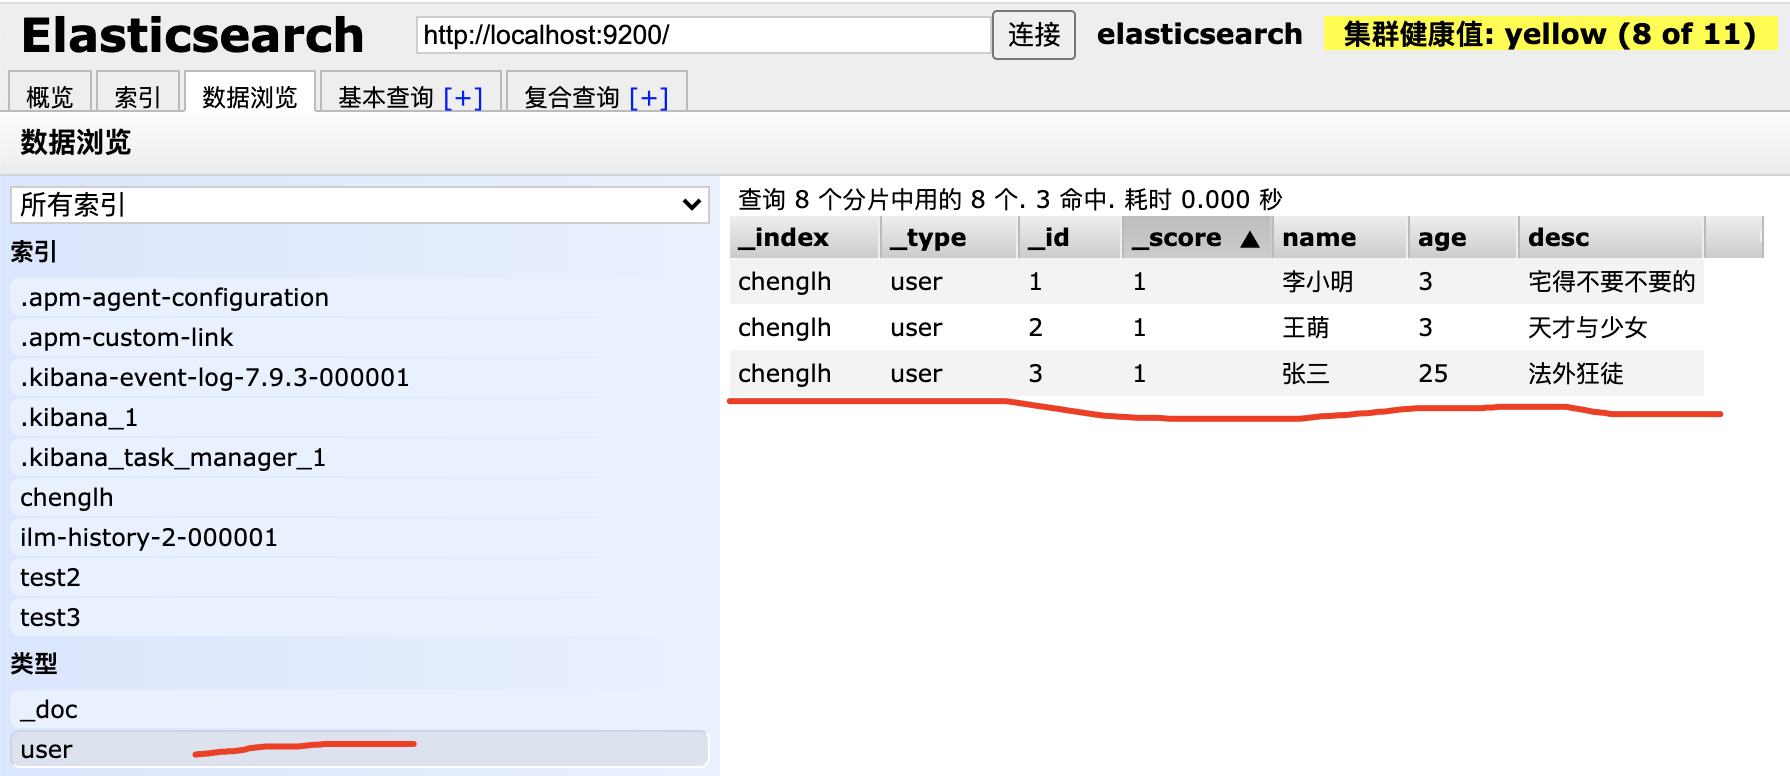 Elasticsearch http://localhost:9200/ 连接 elasticsearch 集群健康值: yellow (8 of 11)
概览 索引 数据浏览 基本查询 [+] 复合查询 [+]
数据浏览
所有索引
索引
.apm-agent-configuration
.apm-custom-link
.kibana-event-log-7.9.3-000001
.kibana_1
.kibana_task_manager_1
chenglh
ilm-history-2-000001
test2
test3
类型
_doc
user
查询 8 个分片中用的 8 个. 3 命中. 耗时 0.000 秒
_index _type _id _score ▲ name age desc
chenglh user 1 1 李小明 3 宅得不要不要的
chenglh user 2 1 王萌 3 天才与少女
chenglh user 3 1 张三 25 法外狂徒